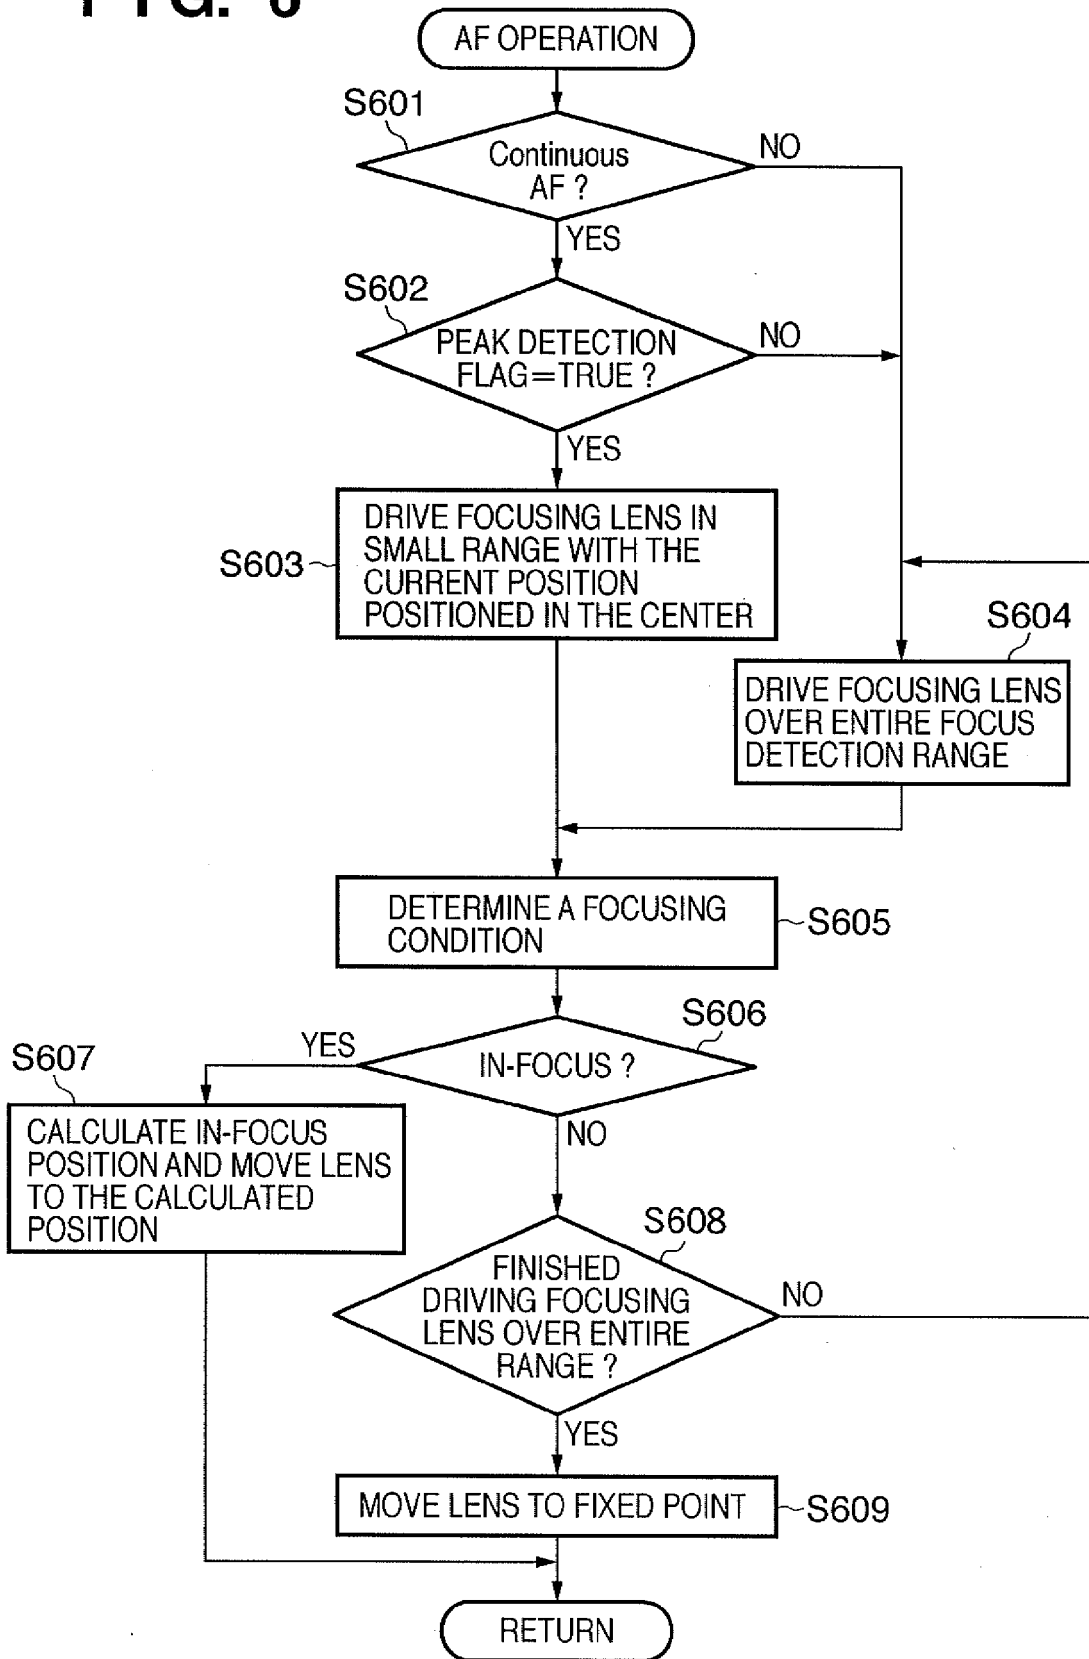 AF OPERATION
S601
Continuous
AF ?
NO
YES
S602
PEAK DETECTION
FLAG=TRUE ?
NO
YES
S603
DRIVE FOCUSING LENS IN
SMALL RANGE WITH THE
CURRENT POSITION
POSITIONED IN THE CENTER
S604
DRIVE FOCUSING LENS
OVER ENTIRE FOCUS
DETECTION RANGE
DETERMINE A FOCUSING
CONDITION
S605
S606
IN-FOCUS ?
YES
NO
S607
CALCULATE IN-FOCUS
POSITION AND MOVE LENS
TO THE CALCULATED
POSITION
S608
FINISHED
DRIVING FOCUSING
LENS OVER ENTIRE
RANGE ?
NO
YES
MOVE LENS TO FIXED POINT
S609
RETURN